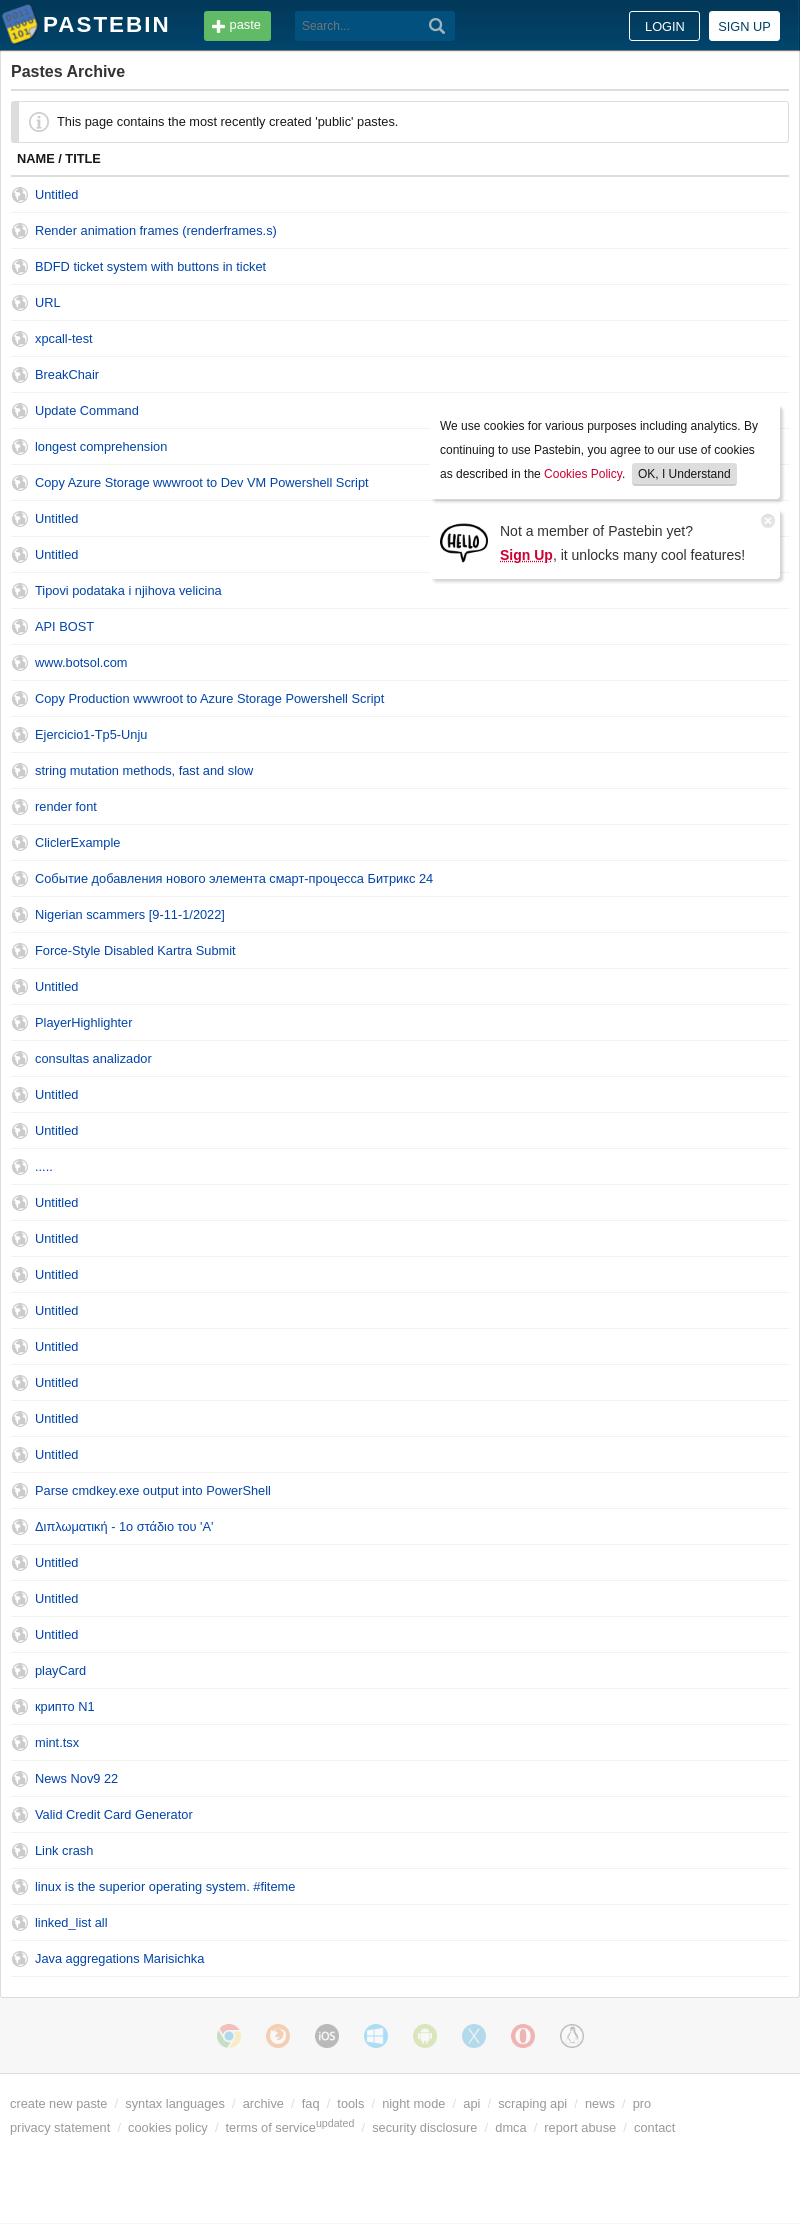 PASTEBIN
paste
Search...
LOGIN
SIGN UP
Pastes Archive
This page contains the most recently created 'public' pastes.
NAME / TITLE
Untitled
Render animation frames (renderframes.s)
BDFD ticket system with buttons in ticket
URL
xpcall-test
BreakChair
Update Command
longest comprehension
Copy Azure Storage wwwroot to Dev VM Powershell Script
Untitled
Untitled
We use cookies for various purposes including analytics. By
continuing to use Pastebin, you agree to our use of cookies
as described in the Cookies Policy. OK, I Understand
HELLO
Not a member of Pastebin yet?
Sign Up, it unlocks many cool features!
Tipovi podataka i njihova velicina
API BOST
www.botsol.com
Copy Production wwwroot to Azure Storage Powershell Script
Ejercicio1-Tp5-Unju
string mutation methods, fast and slow
render font
CliclerExample
Событие добавления нового элемента смарт-процесса Битрикс 24
Nigerian scammers [9-11-1/2022]
Force-Style Disabled Kartra Submit
Untitled
PlayerHighlighter
consultas analizador
Untitled
Untitled
.....
Untitled
Untitled
Untitled
Untitled
Untitled
Untitled
Untitled
Untitled
Parse cmdkey.exe output into PowerShell
Διπλωματική - 1ο στάδιο του 'Α'
Untitled
Untitled
Untitled
playCard
крипто N1
mint.tsx
News Nov9 22
Valid Credit Card Generator
Link crash
linux is the superior operating system. #fiteme
linked_list all
Java aggregations Marisichka
iOS
create new paste / syntax languages / archive / faq / tools / night mode / api / scraping api / news / pro
privacy statement / cookies policy / terms of service updated / security disclosure / dmca / report abuse / contact